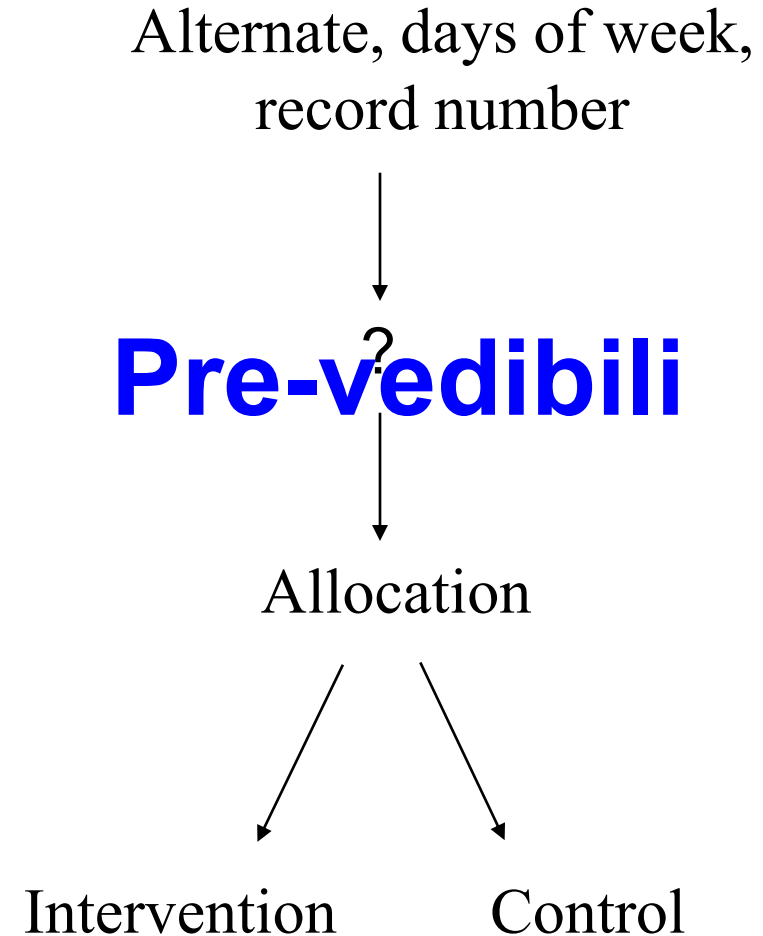 Alternate, days of week,
record number
?
Pre-vedibili
Allocation
Intervention
Control